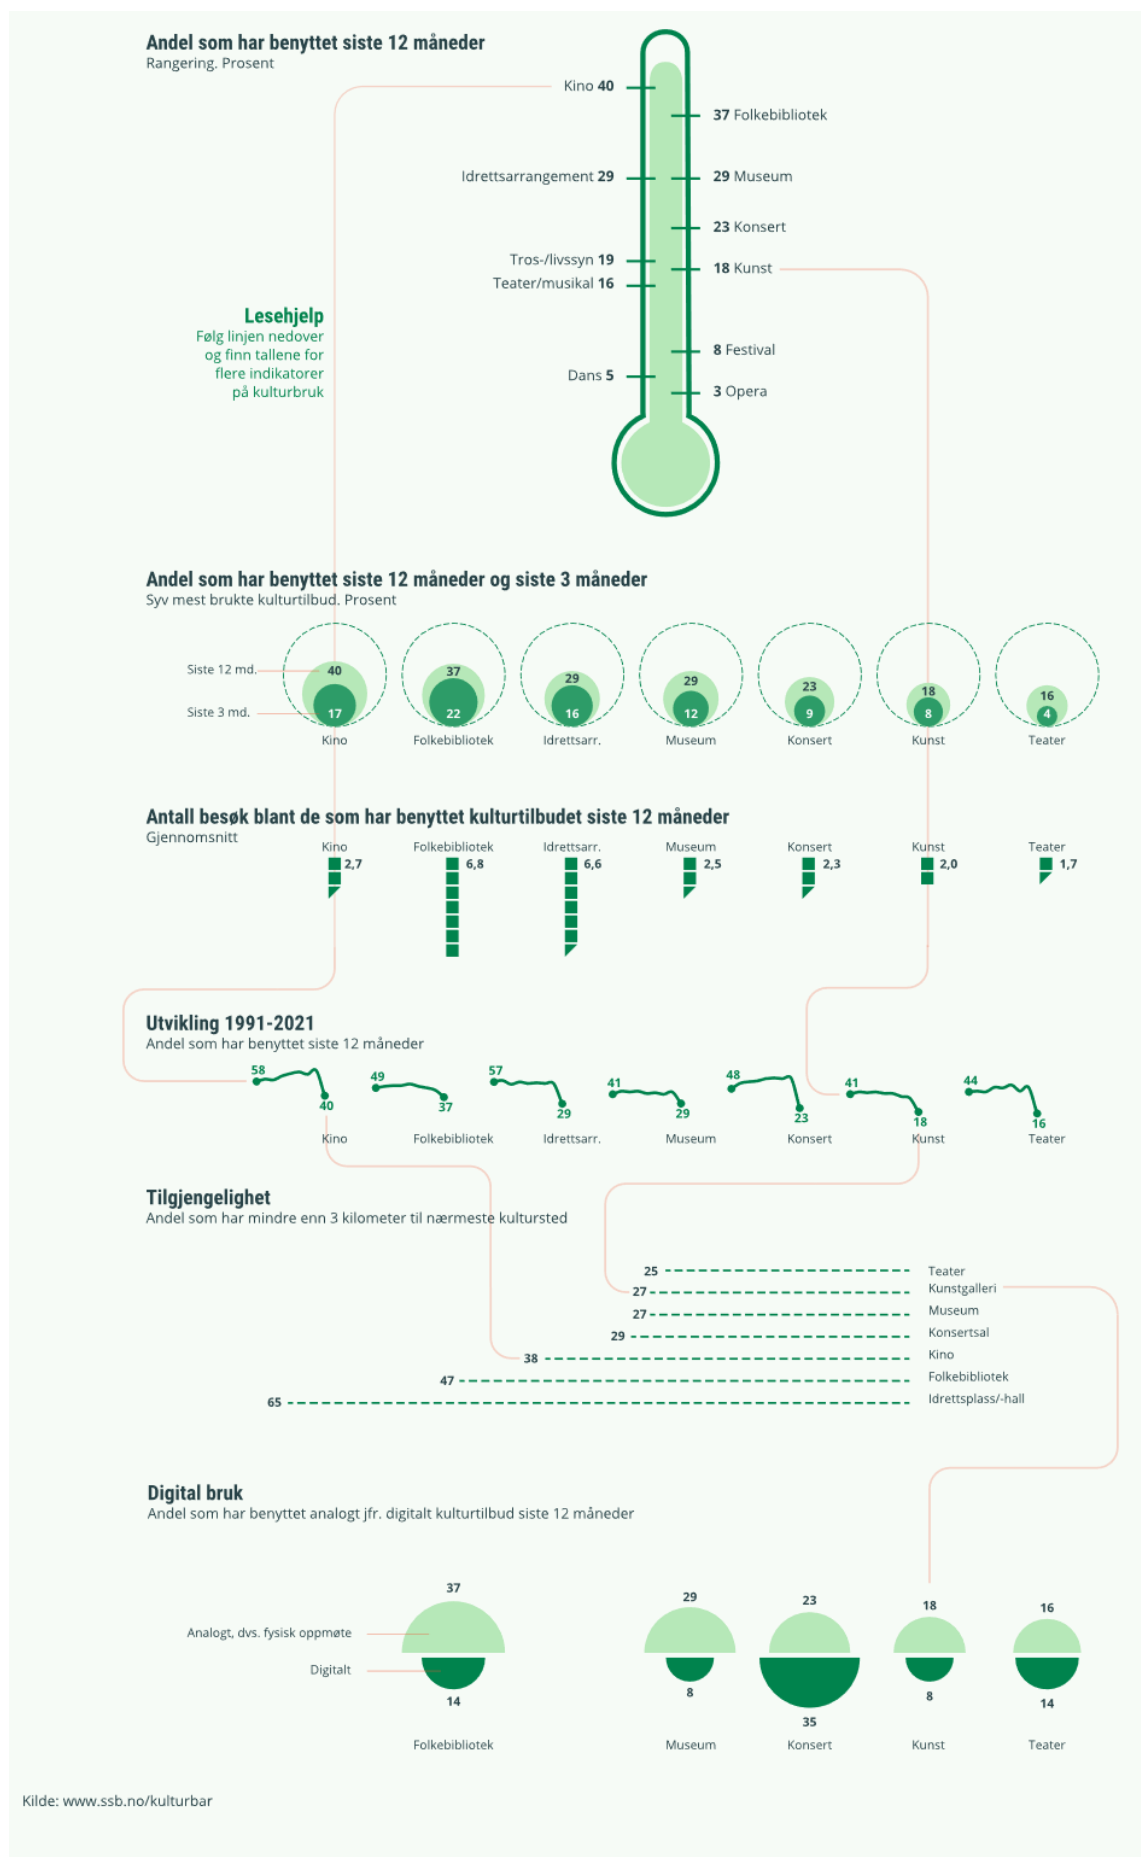 Andel som har benyttet siste 12 måneder
Rangering. Prosent
Kino 40
37 Folkebibliotek
Idrettsarrangement 29
29 Museum
23 Konsert
Tros-/livssyn 19
18 Kunst
Teater/musikal 16
Lesehjelp
Følg linjen nedover
og finn tallene for
flere indikatorer
på kulturbruk
8 Festival
Dans 5
3 Opera
Andel som har benyttet siste 12 måneder og siste 3 måneder
Syv mest brukte kulturtilbud. Prosent
Siste 12 md. 40 37 29 29 23 18 16
Siste 3 md. 17 22 16 12 9 8 4
Kino Folkebibliotek Idrettsarr. Museum Konsert Kunst Teater
Antall besøk blant de som har benyttet kulturtilbudet siste 12 måneder
Gjennomsnitt
Kino Folkebibliotek Idrettsarr. Museum Konsert Kunst Teater
2,7 6,8 6,6 2,5 2,3 2,0 1,7
Utvikling 1991-2021
Andel som har benyttet siste 12 måneder
58 49 57 41 48 41 44
40 37 29 29 23 18 16
Kino Folkebibliotek Idrettsarr. Museum Konsert Kunst Teater
Tilgjengelighet
Andel som har mindre enn 3 kilometer til nærmeste kultursted
25 Teater
27 Kunstgalleri
27 Museum
29 Konsertsal
38 Kino
47 Folkebibliotek
65 Idrettsplass/-hall
Digital bruk
Andel som har benyttet analogt jfr. digitalt kulturtilbud siste 12 måneder
37 29 23 18 16
Analogt, dvs. fysisk oppmøte
Digitalt
14 8 35 8 14
Folkebibliotek Museum Konsert Kunst Teater
Kilde: www.ssb.no/kulturbar